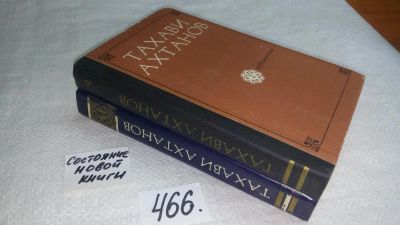 ТАХАВИ
АХТАНОВ
ТАХАВИ АХТАНОВ
ТАХАВИ АХТАНОВ
СОСТОЯНИЕ
НОВОЙ
КНИГИ
466.